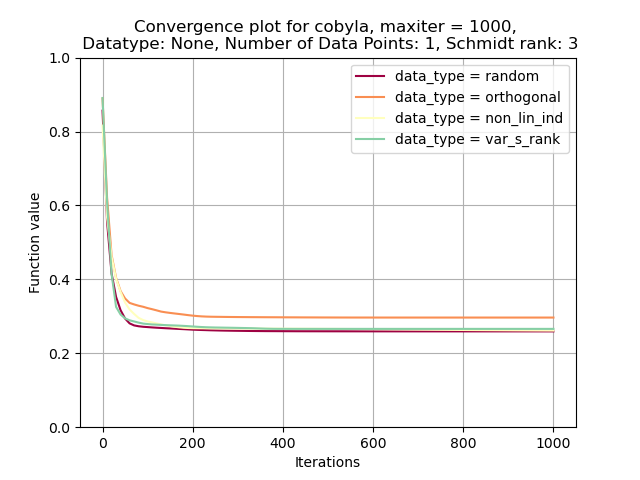 Convergence plot for cobyla, maxiter = 1000,
Datatype: None, Number of Data Points: 1, Schmidt rank: 3
data_type = random
data_type = orthogonal
data_type = non_lin_ind
data_type = var_s_rank
Function value
1.0
0.8
0.6
0.4
0.2
0.0
0 200 400 600 800 1000
Iterations